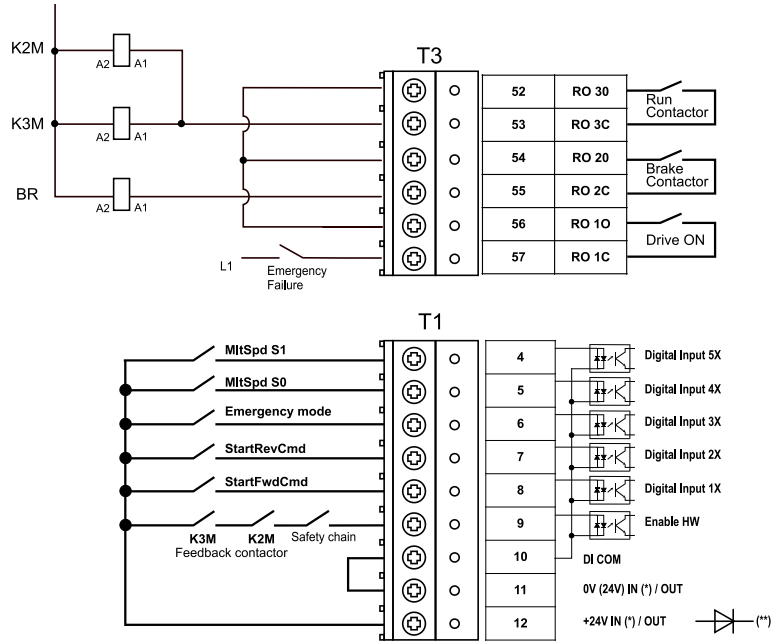 T3
K2M
A2 A1
K3M
A2 A1
BR
A2 A1
L1
Emergency
Failure
52 RO 30
53 RO 3C
54 RO 20
55 RO 2C
56 RO 1O
57 RO 1C
Run
Contactor
Brake
Contactor
Drive ON
T1
MltSpd S1
MltSpd S0
Emergency mode
StartRevCmd
StartFwdCmd
K3M K2M Safety chain
Feedback contactor
4 Digital Input 5X
5 Digital Input 4X
6 Digital Input 3X
7 Digital Input 2X
8 Digital Input 1X
9 Enable HW
10 DI COM
11 0V (24V) IN (*) / OUT
12 +24V IN (*) / OUT (**)